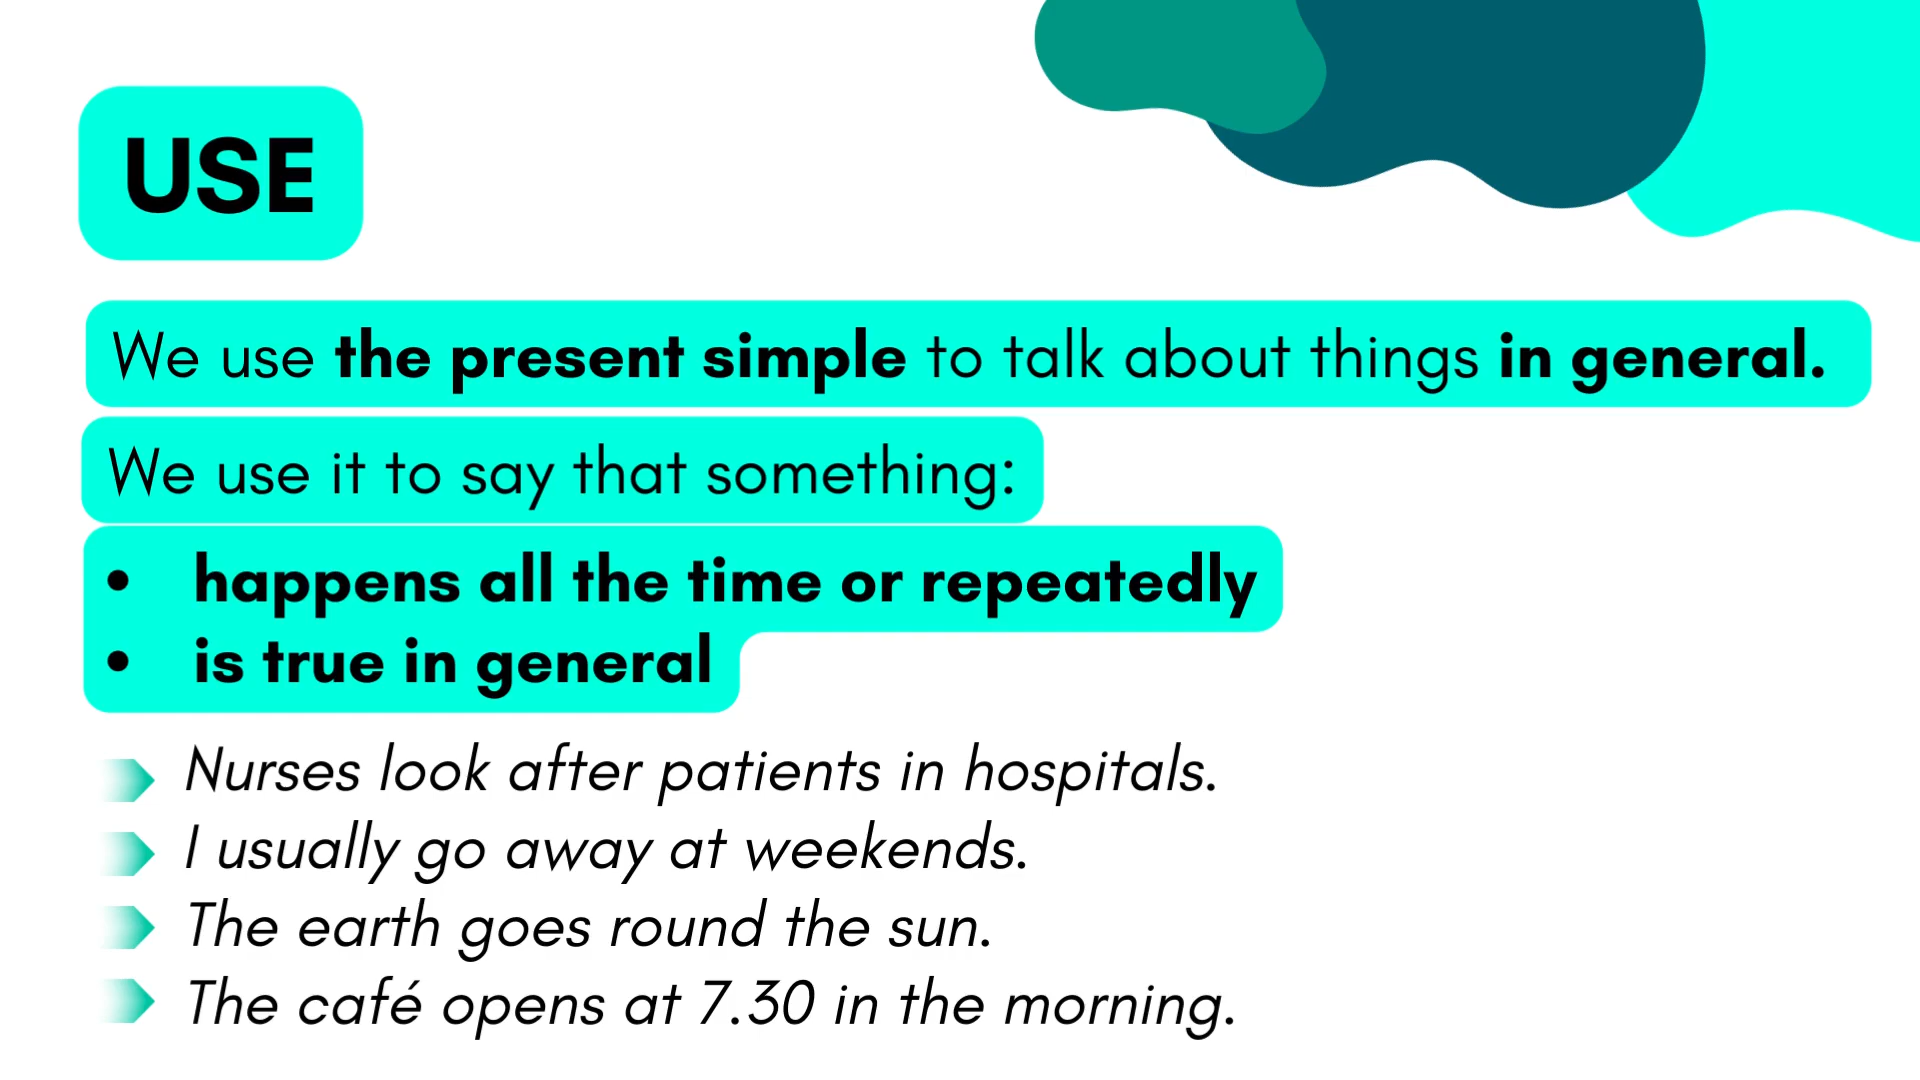 USE
We use the present simple to talk about things in general.
We use it to say that something:
• happens all the time or repeatedly
• is true in general
Nurses look after patients in hospitals.
I usually go away at weekends.
The earth goes round the sun.
The café opens at 7.30 in the morning.